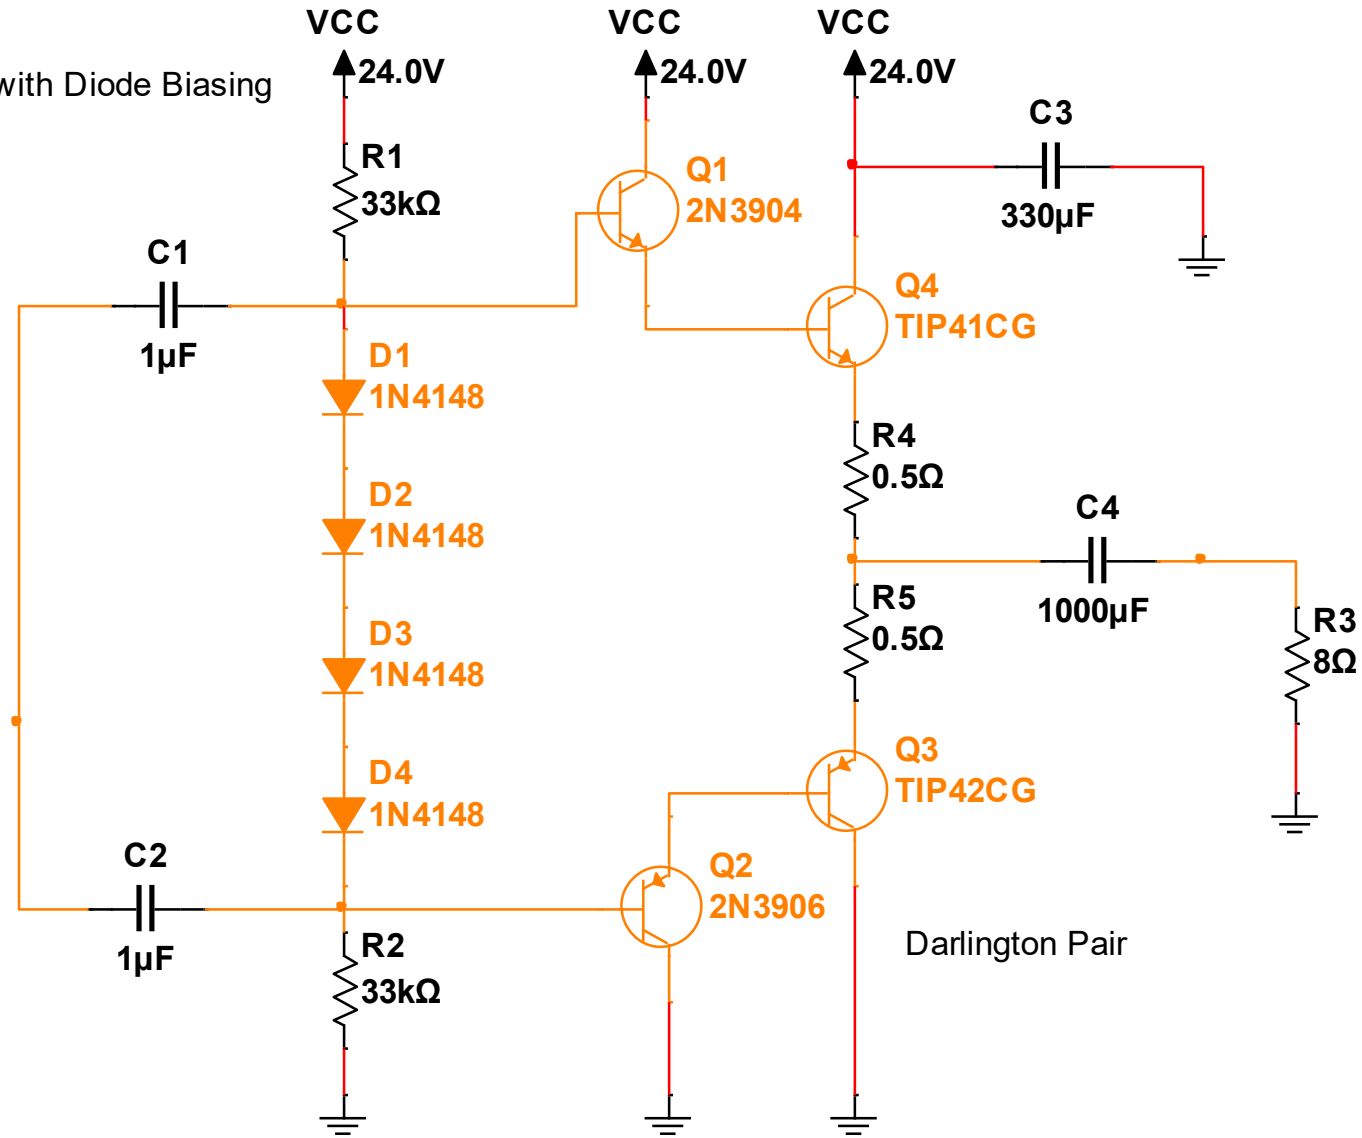 VCC
VCC
VCC
24.0V
24.0V
24.0V
with Diode Biasing
C3
330µF
R1
33kΩ
Q1
2N3904
C1
1µF
Q4
TIP41CG
D1
1N4148
R4
0.5Ω
D2
1N4148
C4
1000µF
R5
0.5Ω
R3
8Ω
D3
1N4148
Q3
TIP42CG
D4
1N4148
C2
1µF
Q2
2N3906
R2
33kΩ
Darlington Pair